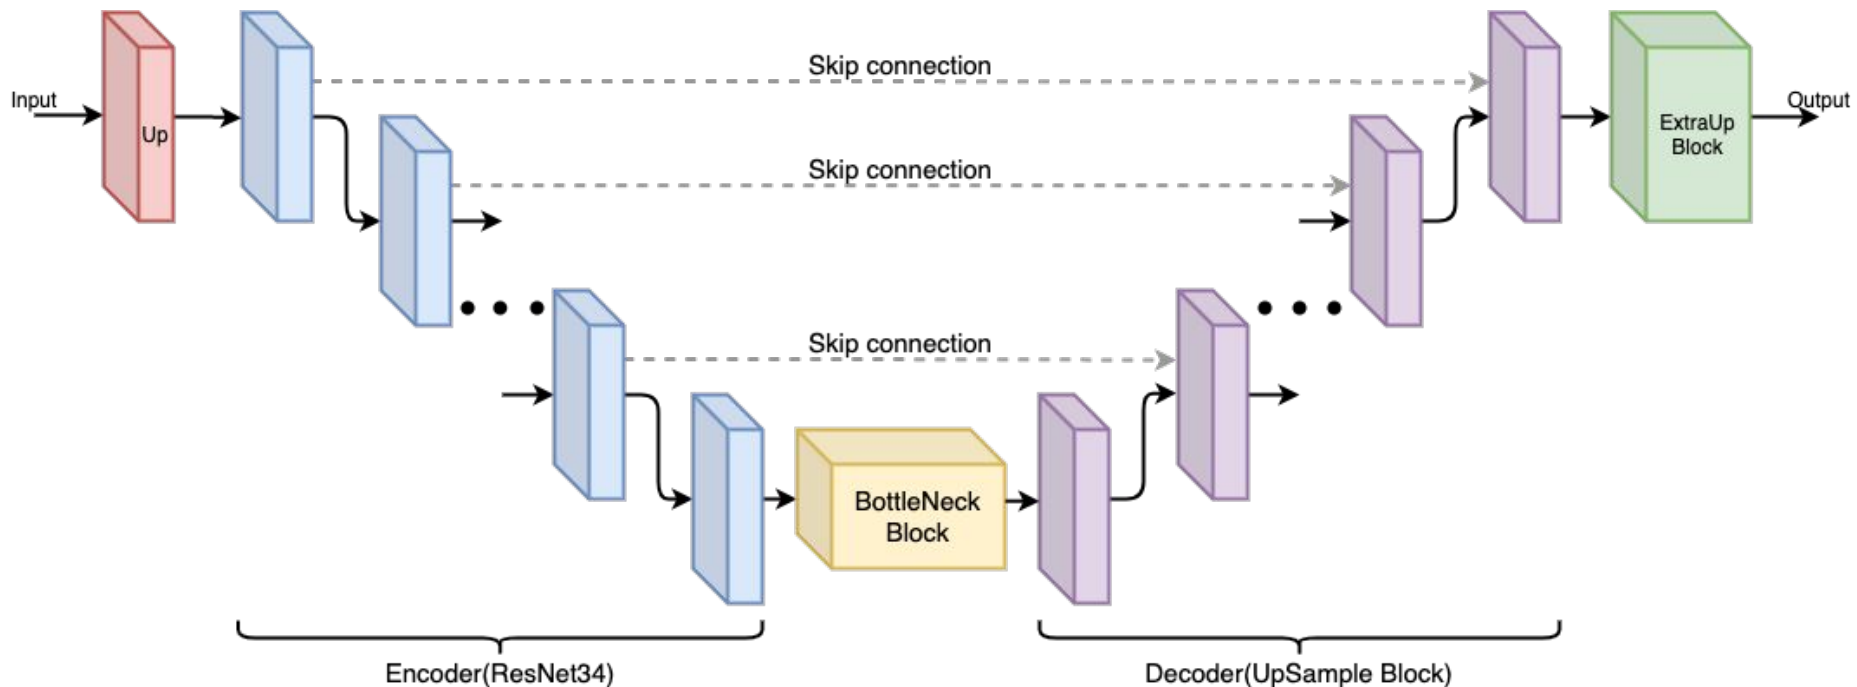 Skip connection
Input
Up
Output
ExtraUp
Block
Skip connection
Skip connection
BottleNeck
Block
Encoder(ResNet34)
Decoder(UpSample Block)